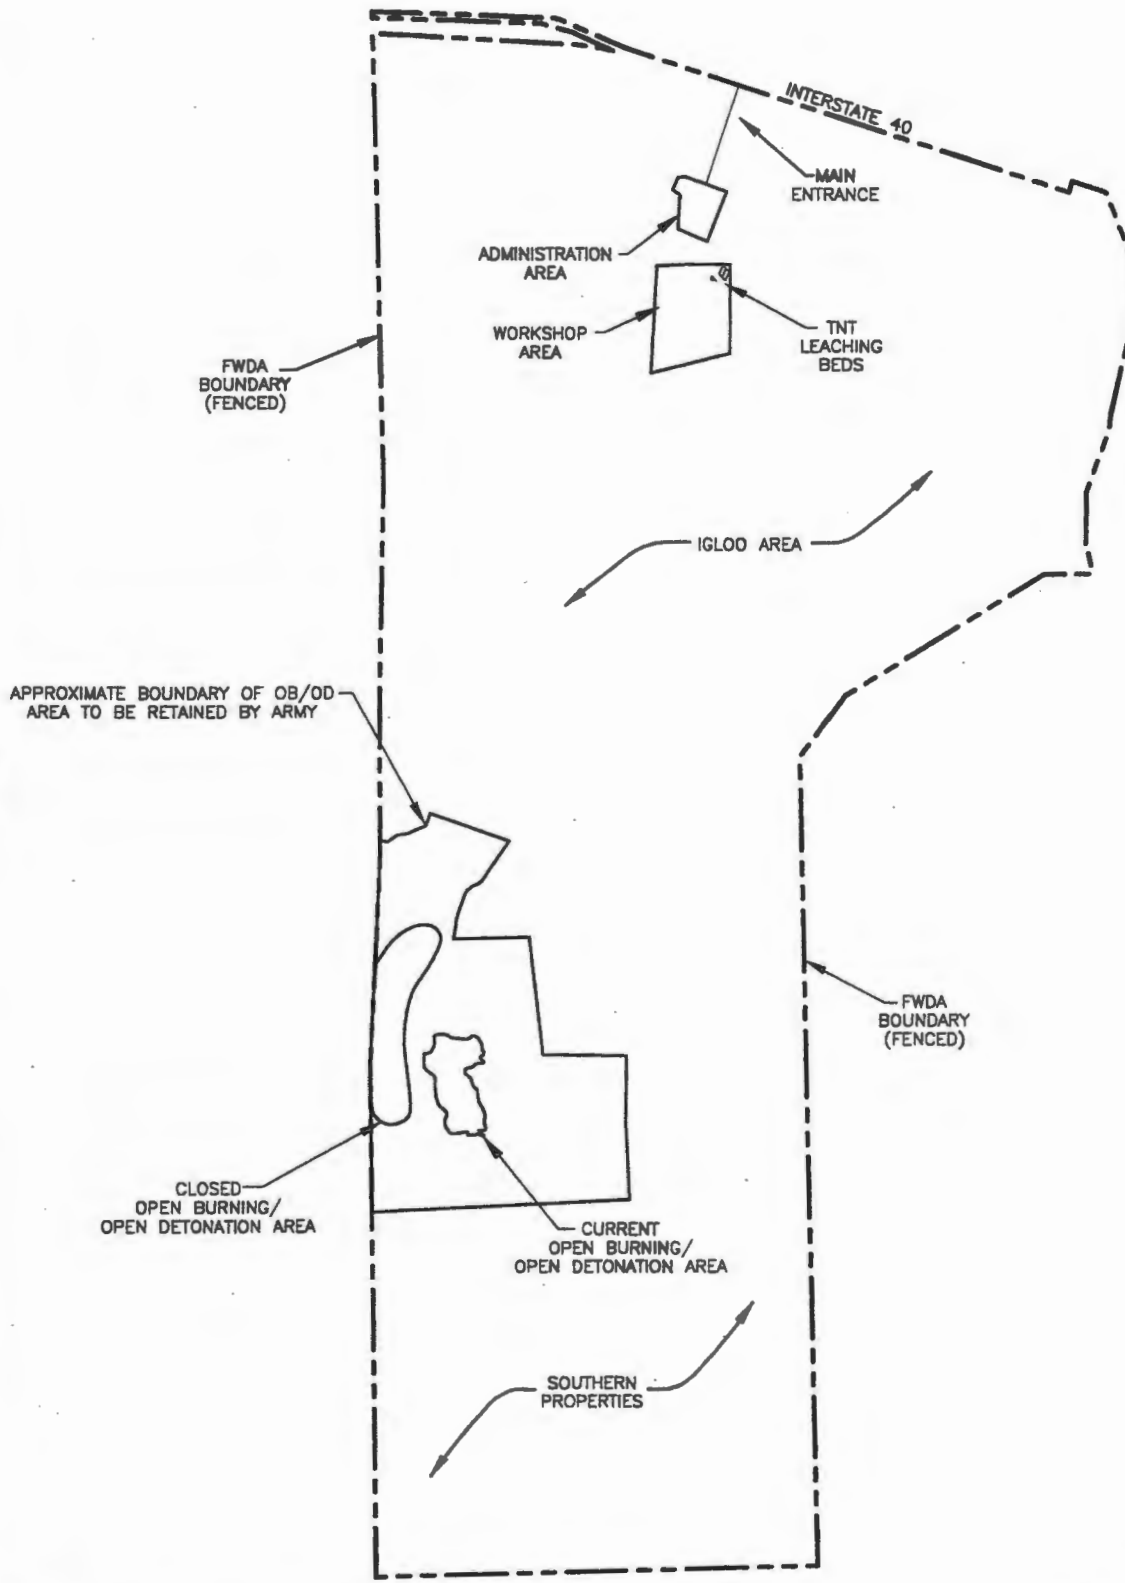 INTERSTATE 40
MAIN
ENTRANCE
ADMINISTRATION
AREA
WORKSHOP
AREA
TNT
LEACHING
BEDS
FWDA
BOUNDARY
(FENCED)
IGLOO AREA
APPROXIMATE BOUNDARY OF OB/OD
AREA TO BE RETAINED BY ARMY
FWDA
BOUNDARY
(FENCED)
CLOSED
OPEN BURNING/
OPEN DETONATION AREA
CURRENT
OPEN BURNING/
OPEN DETONATION AREA
SOUTHERN
PROPERTIES